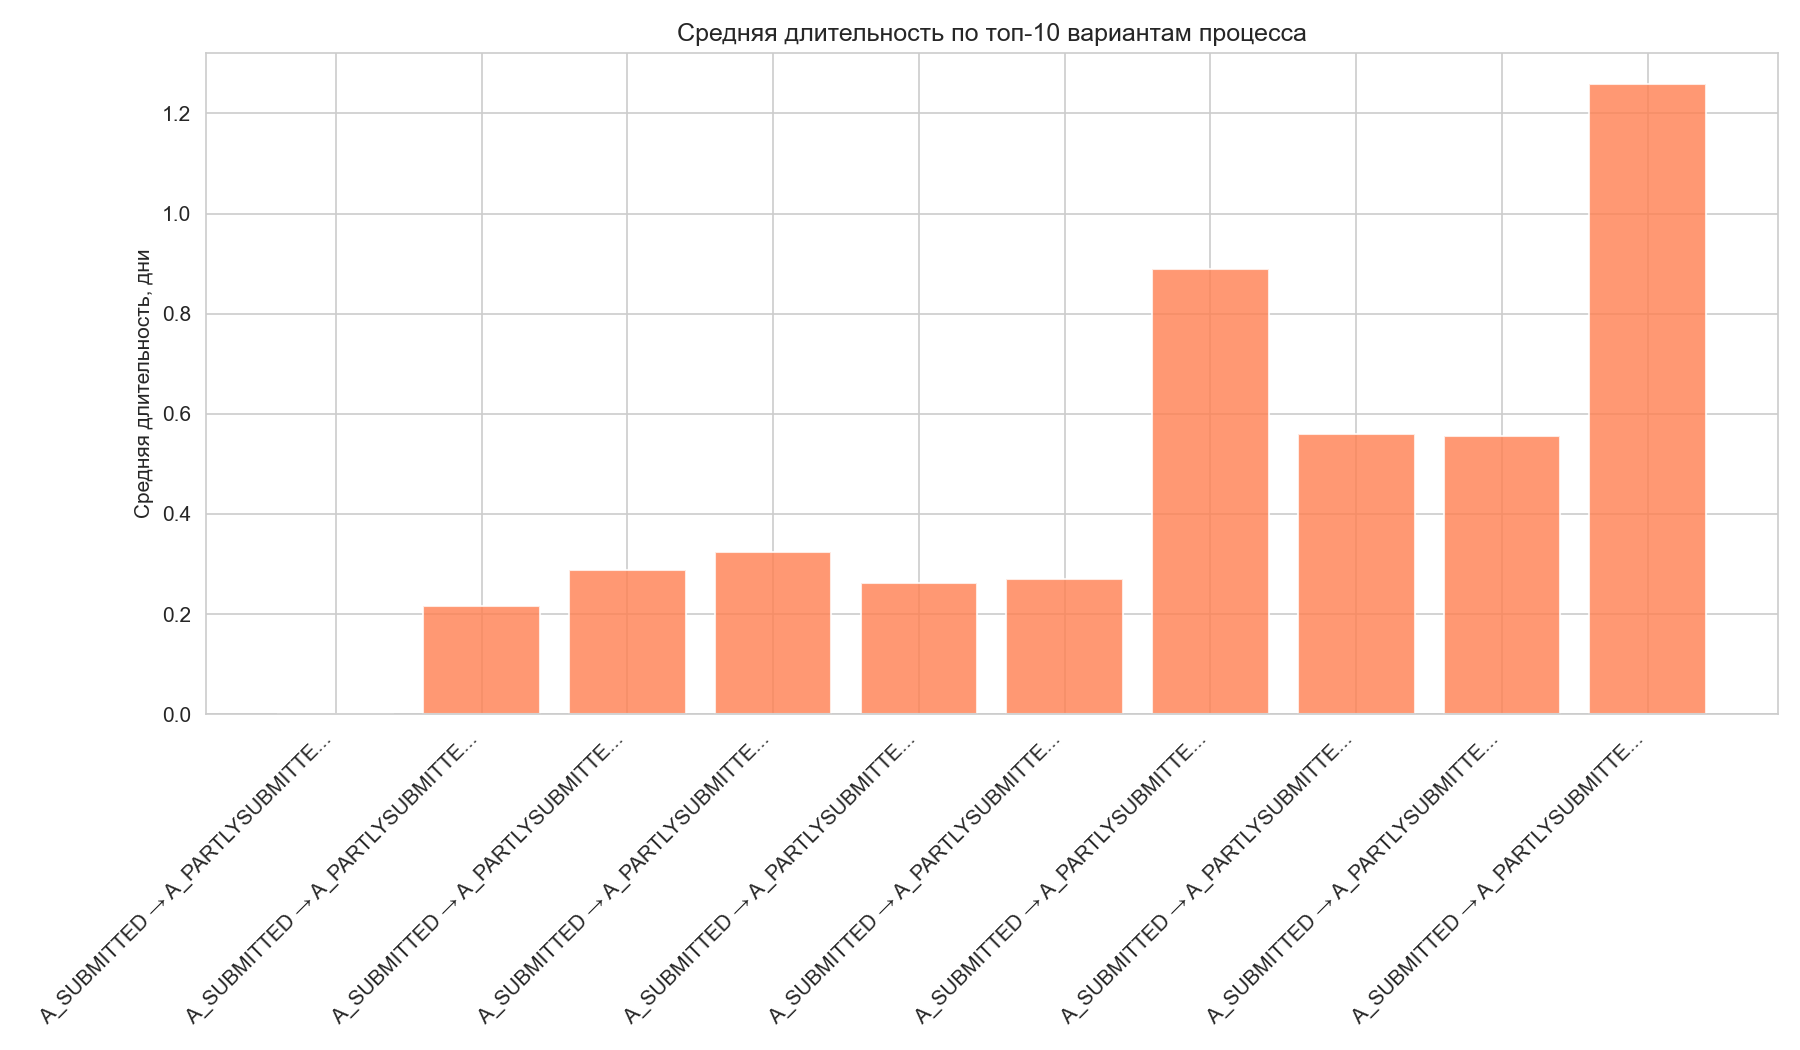 Средняя длительность по топ-10 вариантам процесса
Средняя длительность, дни
1.2
1.0
0.8
0.6
0.4
0.2
0.0
A_SUBMITTED → A_PARTLYSUBMITTE...
A_SUBMITTED → A_PARTLYSUBMITTE...
A_SUBMITTED → A_PARTLYSUBMITTE...
A_SUBMITTED → A_PARTLYSUBMITTE...
A_SUBMITTED → A_PARTLYSUBMITTE...
A_SUBMITTED → A_PARTLYSUBMITTE...
A_SUBMITTED → A_PARTLYSUBMITTE...
A_SUBMITTED → A_PARTLYSUBMITTE...
A_SUBMITTED → A_PARTLYSUBMITTE...
A_SUBMITTED → A_PARTLYSUBMITTE...